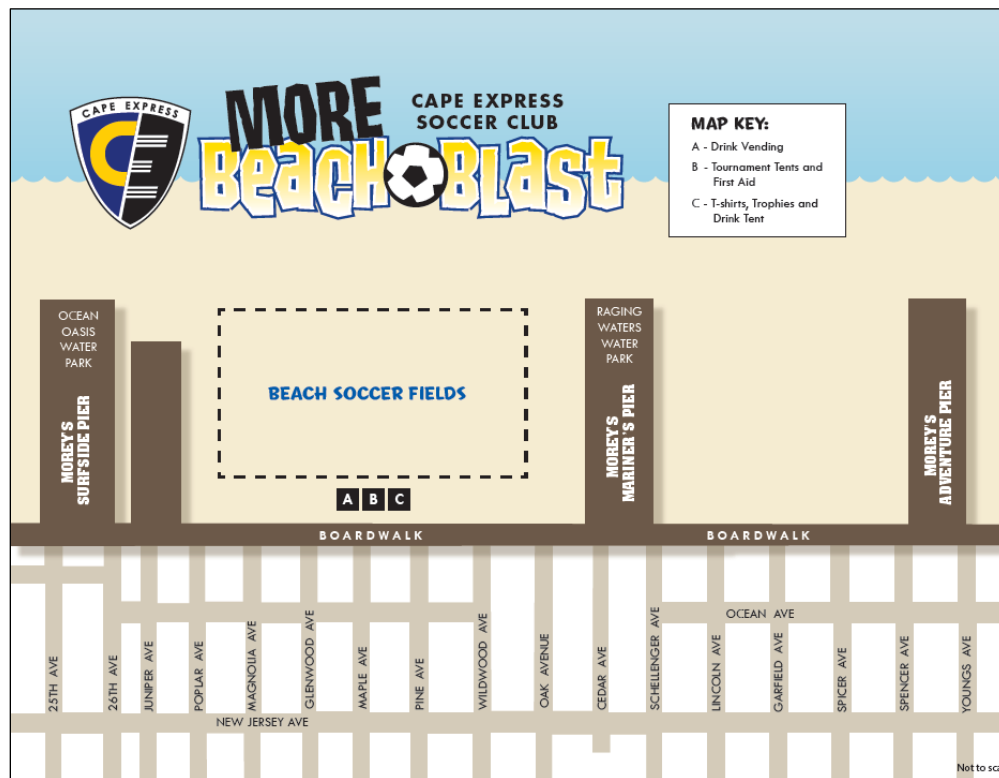 CAPE EXPRESS
CE
MORE
BEACH BLAST
CAPE EXPRESS
SOCCER CLUB
MAP KEY:
A - Drink Vending
B - Tournament Tents and
First Aid
C - T-shirts, Trophies and
Drink Tent
OCEAN
OASIS
WATER
PARK
MOREY'S
SURFSIDE PIER
BEACH SOCCER FIELDS
A B C
RAGING
WATERS
WATER
PARK
MOREY'S
MARINER'S PIER
MOREY'S
ADVENTURE PIER
BOARDWALK
BOARDWALK
OCEAN AVE
25TH AVE
26TH AVE
JUNIPER AVE
POPLAR AVE
MAGNOLIA AVE
GLENWOOD AVE
MAPLE AVE
PINE AVE
WILDWOOD AVE
OAK AVENUE
CEDAR AVE
SCHELLENGER AVE
LINCOLN AVE
GARFIELD AVE
SPICER AVE
SPENCER AVE
YOUNGS AVE
NEW JERSEY AVE
Not to sca